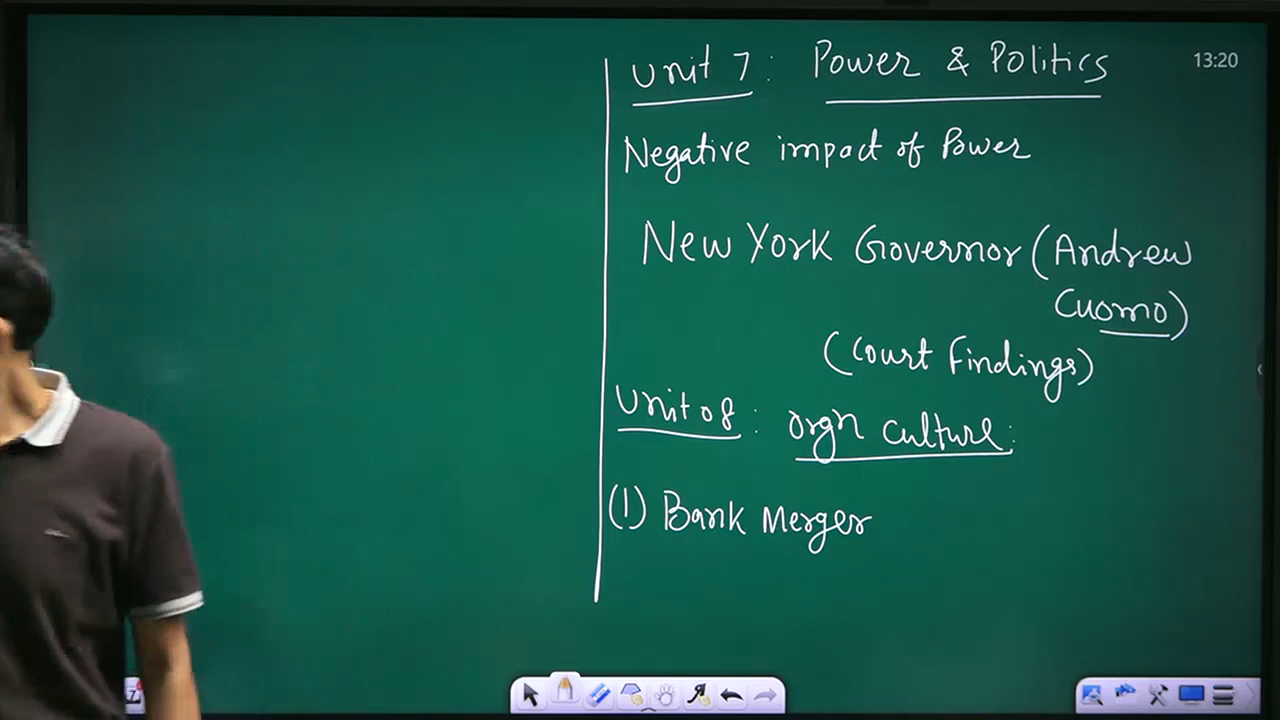 Unit 7: Power & Politics
13:20
Negative impact of Power
New York Governor (Andrew
Cuomo)
(Court Findings)
Unit 08: Orgn Culture:
(1) Bank Merger